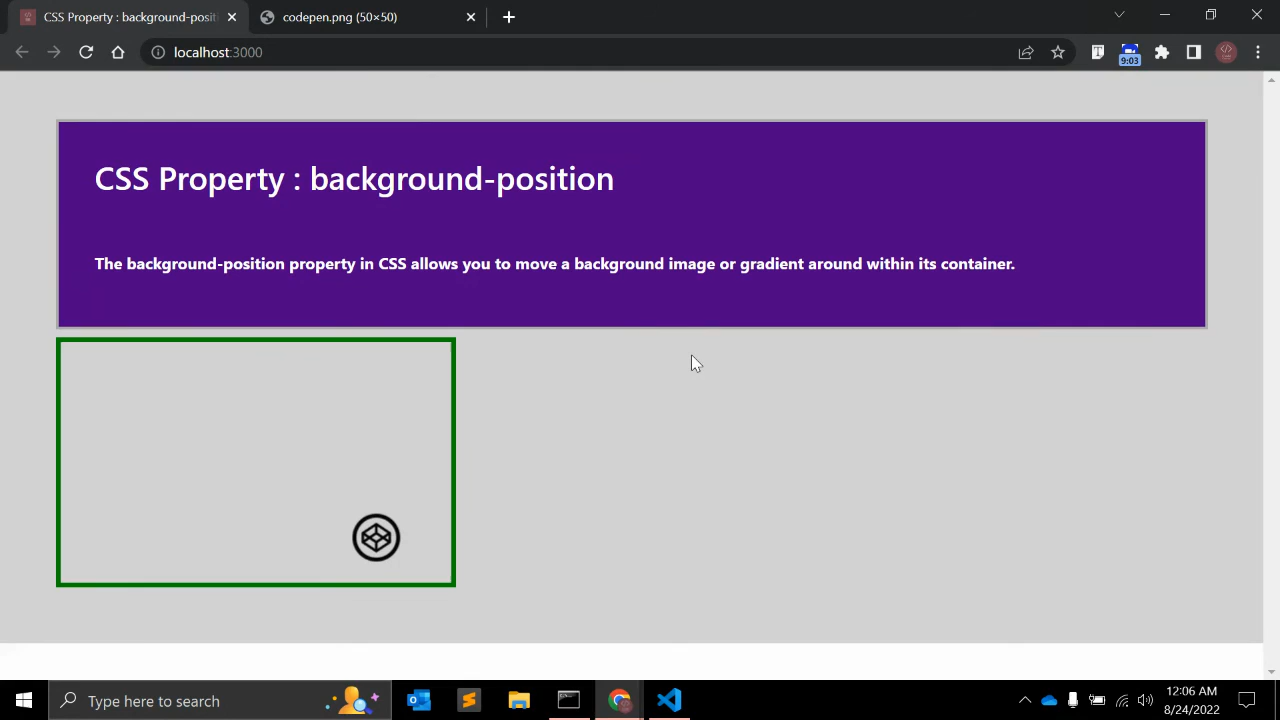 CSS Property : background-positi
codepen.png (50×50)
localhost:3000
9:03
CSS Property : background-position
The background-position property in CSS allows you to move a background image or gradient around within its container.
Type here to search
12:06 AM
8/24/2022